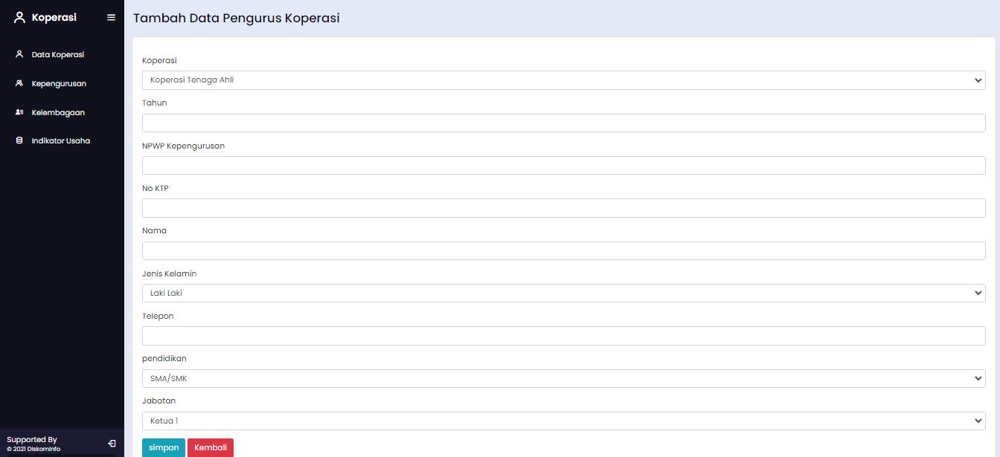 Koperasi
Data Koperasi
Kepengurusan
Kelembagaan
Indikator Usaha
Supported By
© 2021 Diskominfo
Tambah Data Pengurus Koperasi
Koperasi
Koperasi Tenaga Ahli
Tahun
NPWP Kepengurusan
No KTP
Nama
Jenis Kelamin
Laki Laki
Telepon
pendidikan
SMA/SMK
Jabatan
Ketua 1
simpan Kembali